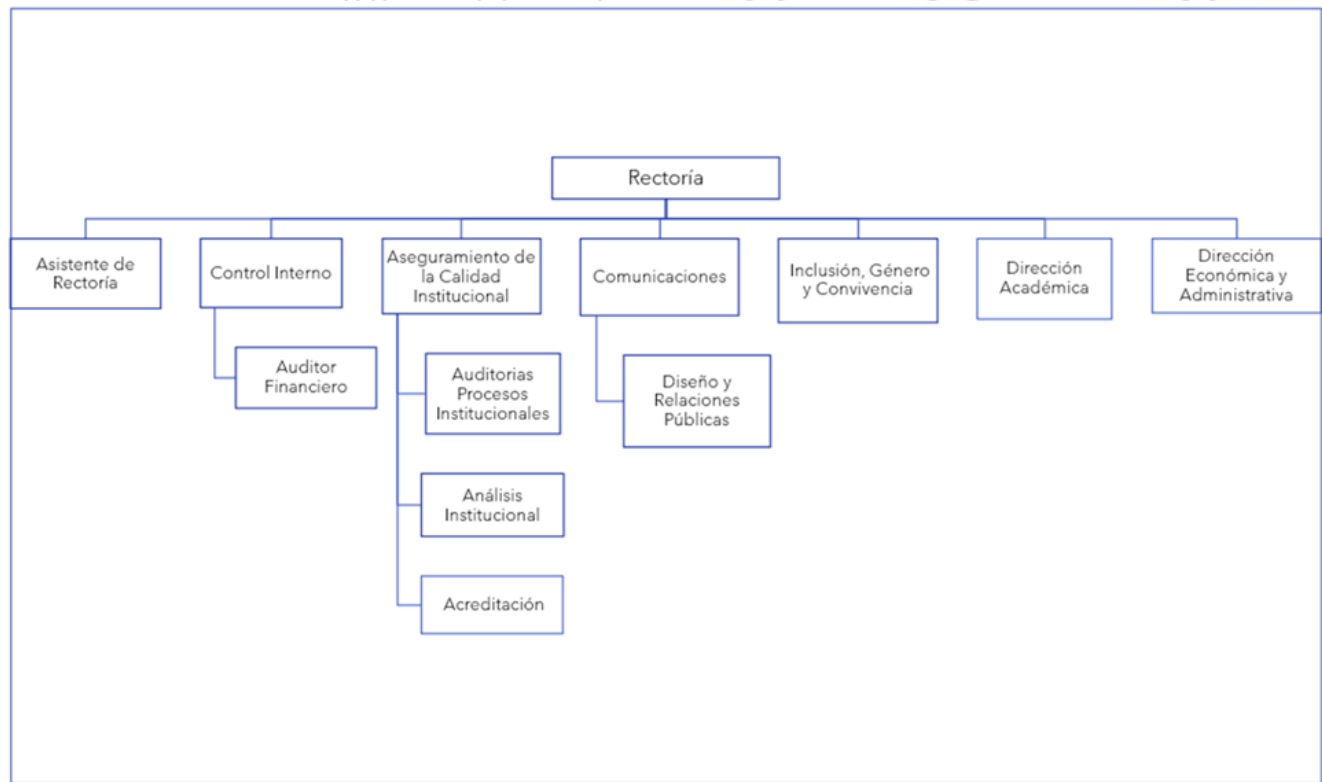 Rectoría
Asistente de
Rectoría
Control Interno
Aseguramiento de
la Calidad
Institucional
Comunicaciones
Inclusión, Género
y Convivencia
Dirección
Académica
Dirección
Económica y
Administrativa
Auditor
Financiero
Auditorias
Procesos
Institucionales
Diseño y
Relaciones
Públicas
Análisis
Institucional
Acreditación